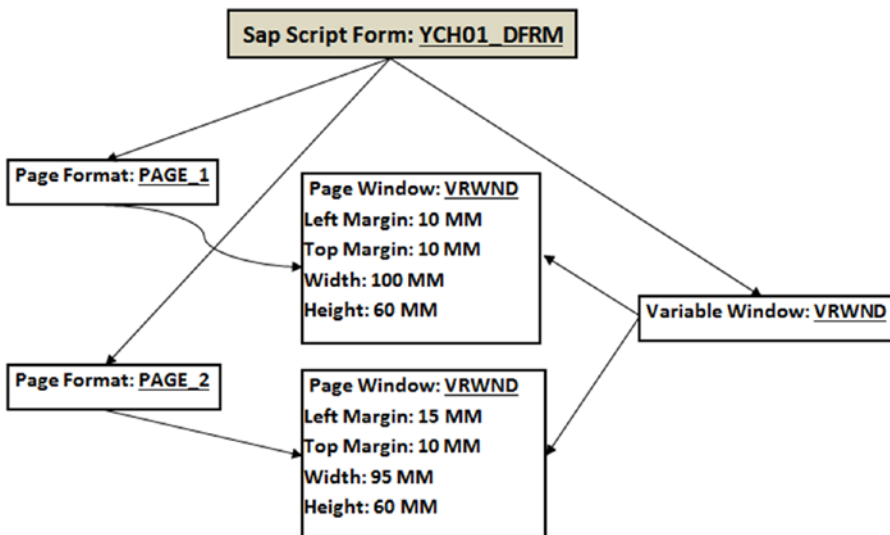 Sap Script Form: YCH01_DFRM
Page Format: PAGE_1
Page Window: VRWND
Left Margin: 10 MM
Top Margin: 10 MM
Width: 100 MM
Height: 60 MM
Variable Window: VRWND
Page Format: PAGE_2
Page Window: VRWND
Left Margin: 15 MM
Top Margin: 10 MM
Width: 95 MM
Height: 60 MM